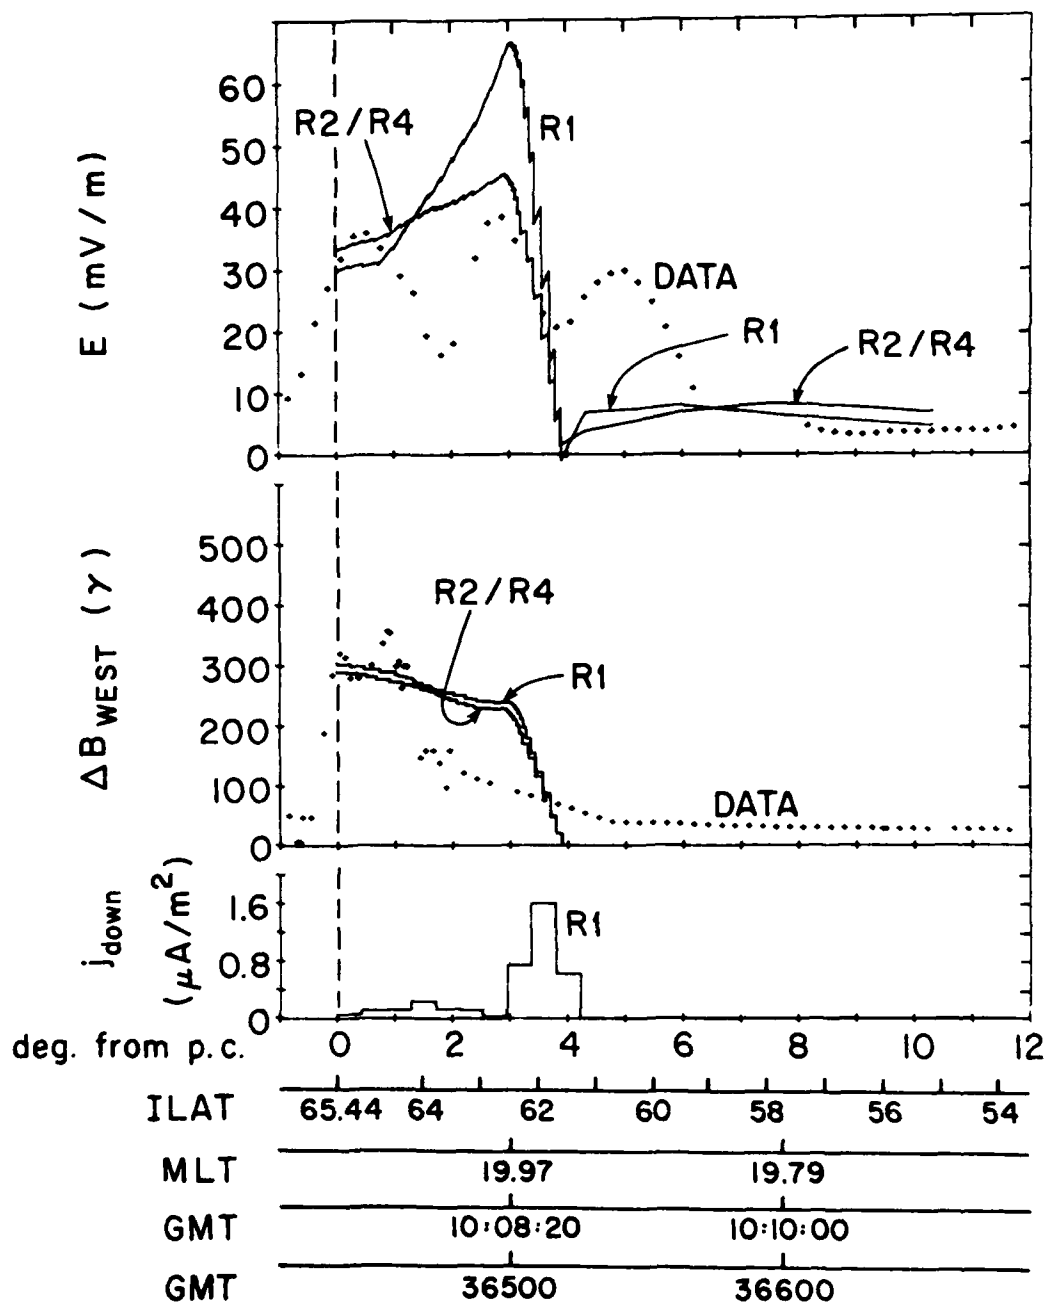 E (mV/m)
60
50
40
30
20
10
0
R2/R4
R1
DATA
R1
R2/R4
ΔB WEST (γ)
500
400
300
200
100
0
R2/R4
R1
DATA
j down (μA/m²)
1.6
0.8
0
R1
deg. from p.c. 0 2 4 6 8 10 12
ILAT 65.44 64 62 60 58 56 54
MLT 19.97 19.79
GMT 10:08:20 10:10:00
GMT 36500 36600